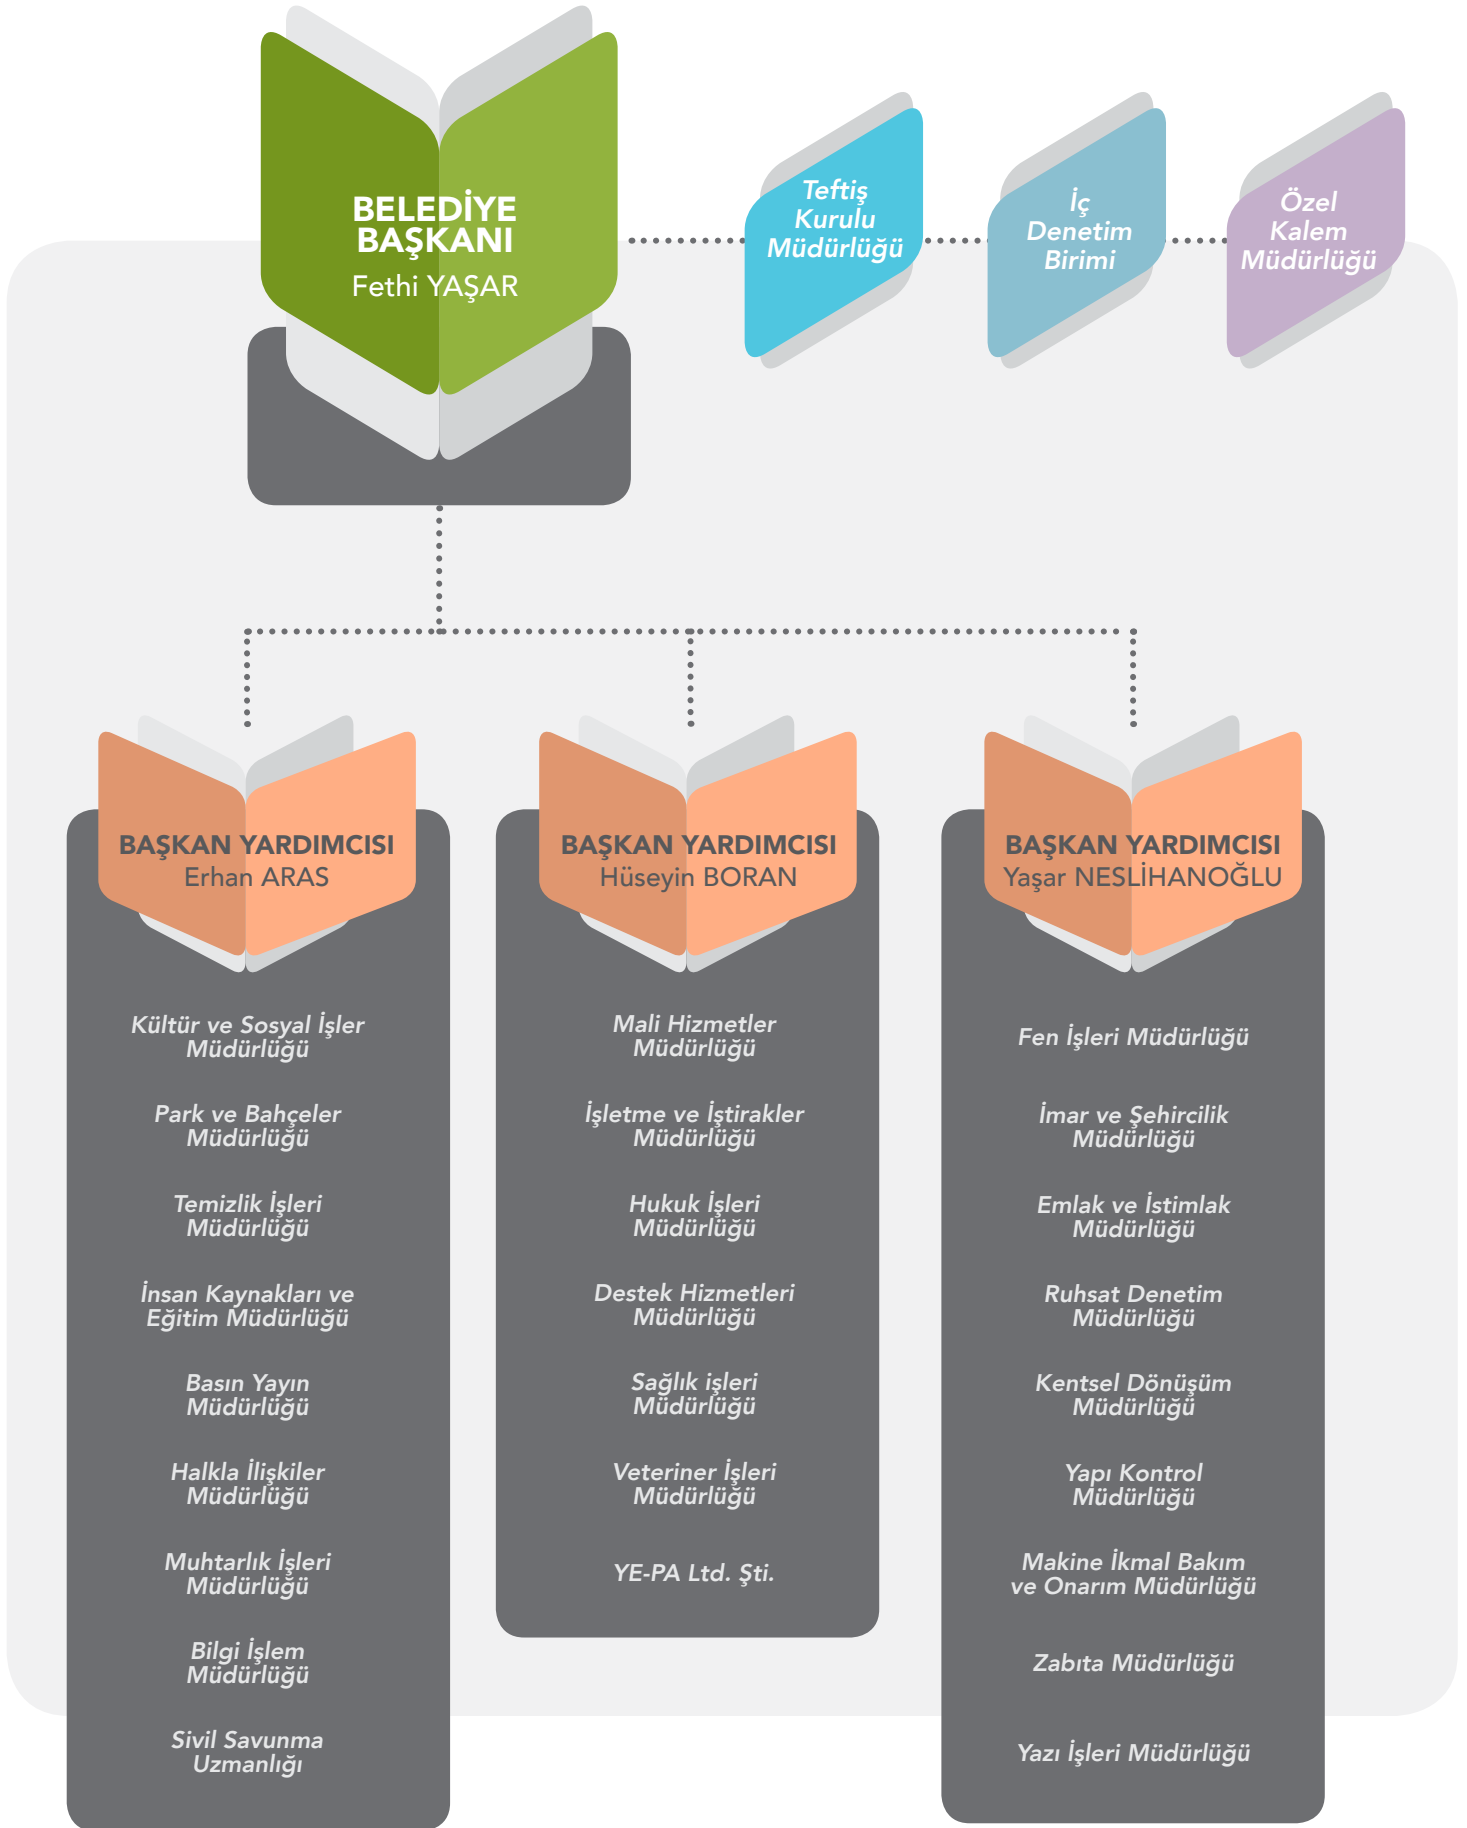 BELEDİYE
BAŞKANI
Fethi YAŞAR
Teftiş
Kurulu
Müdürlüğü
İç
Denetim
Birimi
Özel
Kalem
Müdürlüğü
BAŞKAN YARDIMCISI
Erhan ARAS
Kültür ve Sosyal İşler
Müdürlüğü
Park ve Bahçeler
Müdürlüğü
Temizlik İşleri
Müdürlüğü
İnsan Kaynakları ve
Eğitim Müdürlüğü
Basın Yayın
Müdürlüğü
Halkla İlişkiler
Müdürlüğü
Muhtarlık İşleri
Müdürlüğü
Bilgi İşlem
Müdürlüğü
Sivil Savunma
Uzmanlığı
BAŞKAN YARDIMCISI
Hüseyin BORAN
Mali Hizmetler
Müdürlüğü
İşletme ve İştirakler
Müdürlüğü
Hukuk İşleri
Müdürlüğü
Destek Hizmetleri
Müdürlüğü
Sağlık işleri
Müdürlüğü
Veteriner İşleri
Müdürlüğü
YE-PA Ltd. Şti.
BAŞKAN YARDIMCISI
Yaşar NESLİHANOĞLU
Fen İşleri Müdürlüğü
İmar ve Şehircilik
Müdürlüğü
Emlak ve İstimlak
Müdürlüğü
Ruhsat Denetim
Müdürlüğü
Kentsel Dönüşüm
Müdürlüğü
Yapı Kontrol
Müdürlüğü
Makine İkmal Bakım
ve Onarım Müdürlüğü
Zabıta Müdürlüğü
Yazı İşleri Müdürlüğü